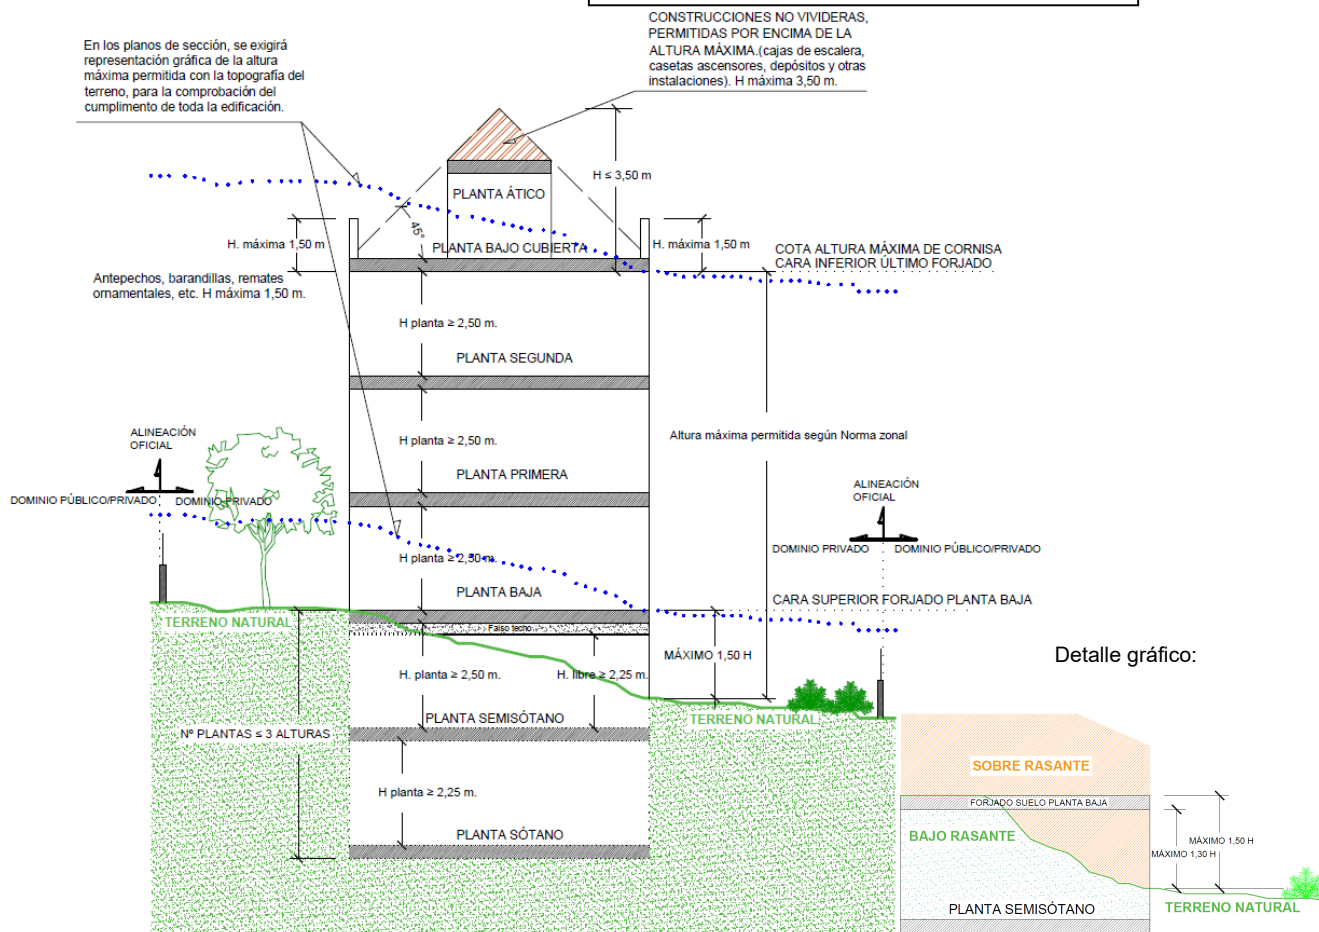 CONSTRUCCIONES NO VIVIDERAS,
PERMITIDAS POR ENCIMA DE LA
ALTURA MÁXIMA.(cajas de escalera,
casetas ascensores, depósitos y otras
instalaciones). H máxima 3,50 m.
En los planos de sección, se exigirá
representación gráfica de la altura
máxima permitida con la topografía del
terreno, para la comprobación del
cumplimento de toda la edificación.
H ≤ 3,50 m
PLANTA ÁTICO
45°
H. máxima 1,50 m
PLANTA BAJO CUBIERTA
H. máxima 1,50 m
COTA ALTURA MÁXIMA DE CORNISA
CARA INFERIOR ÚLTIMO FORJADO
Antepechos, barandillas, remates
ornamentales, etc. H máxima 1,50 m.
H planta ≥ 2,50 m.
PLANTA SEGUNDA
H planta ≥ 2,50 m.
PLANTA PRIMERA
Altura máxima permitida según Norma zonal
ALINEACIÓN
OFICIAL
DOMINIO PÚBLICO/PRIVADO
DOMINIO PRIVADO
ALINEACIÓN
OFICIAL
DOMINIO PRIVADO
DOMINIO PÚBLICO/PRIVADO
H planta ≥ 2,50 m.
PLANTA BAJA
CARA SUPERIOR FORJADO PLANTA BAJA
TERRENO NATURAL
Falso techo
MÁXIMO 1,50 H
Detalle gráfico:
H. planta ≥ 2,50 m.
H. libre ≥ 2,25 m.
PLANTA SEMISÓTANO
TERRENO NATURAL
Nº PLANTAS ≤ 3 ALTURAS
H planta ≥ 2,25 m.
PLANTA SÓTANO
SOBRE RASANTE
FORJADO SUELO PLANTA BAJA
BAJO RASANTE
MÁXIMO 1,50 H
MÁXIMO 1,30 H
PLANTA SEMISÓTANO
TERRENO NATURAL